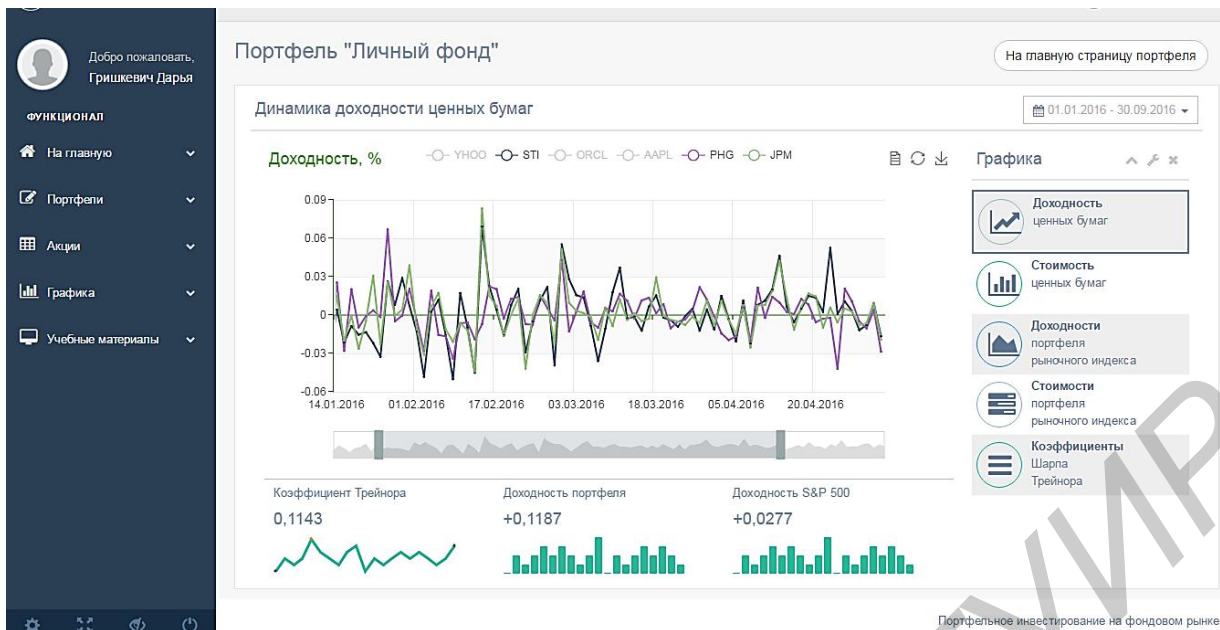 Добро пожаловать,
Гришкевич Дарья
ФУНКЦИОНАЛ
На главную
Портфели
Акции
Графика
Учебные материалы
Портфель "Личный фонд"
На главную страницу портфеля
Динамика доходности ценных бумаг
01.01.2016 - 30.09.2016
Доходность, %
YHOO STI ORCL AAPL PHG JPM
0.09
0.06
0.03
0
-0.03
-0.06
14.01.2016 01.02.2016 17.02.2016 03.03.2016 18.03.2016 05.04.2016 20.04.2016
Коэффициент Трейнора
0,1143
Доходность портфеля
+0,1187
Доходность S&P 500
+0,0277
Графика
Доходность
ценных бумаг
Стоимость
ценных бумаг
Доходности
портфеля
рыночного индекса
Стоимости
портфеля
рыночного индекса
Коэффициенты
Шарпа
Трейнора
Портфельное инвестирование на фондовом рынке